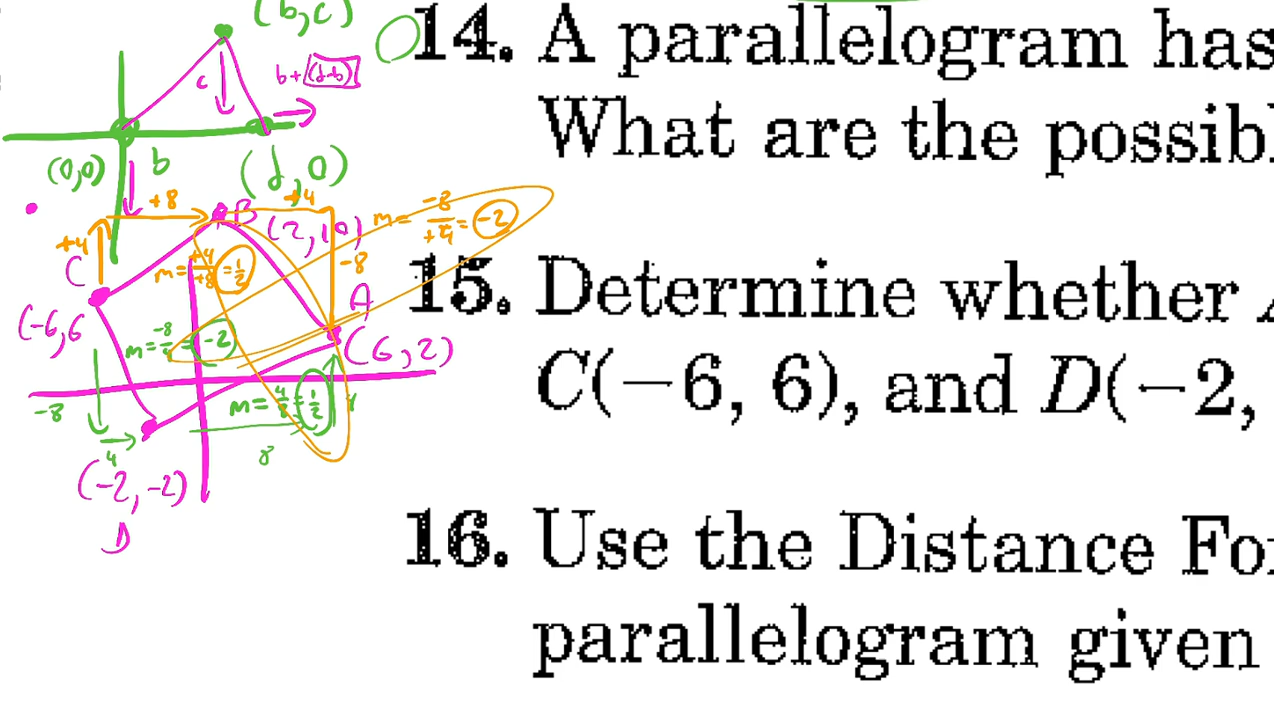 (b,c)
c
b+(d-b)
(0,0)
b
(d,0)
14. A parallelogram has
What are the possib
+8
+4
B
(2,10)
m= -8/+4 = -2
+4
C
m= +4/+8 = 1/2
-8
A
(-6,6
m= -8/4 = -2
(6,2)
15. Determine whether
C(−6, 6), and D(−2,
-8
m= 4/8 = 1/2
4
8
(-2,-2)
D
16. Use the Distance Fo
parallelogram given